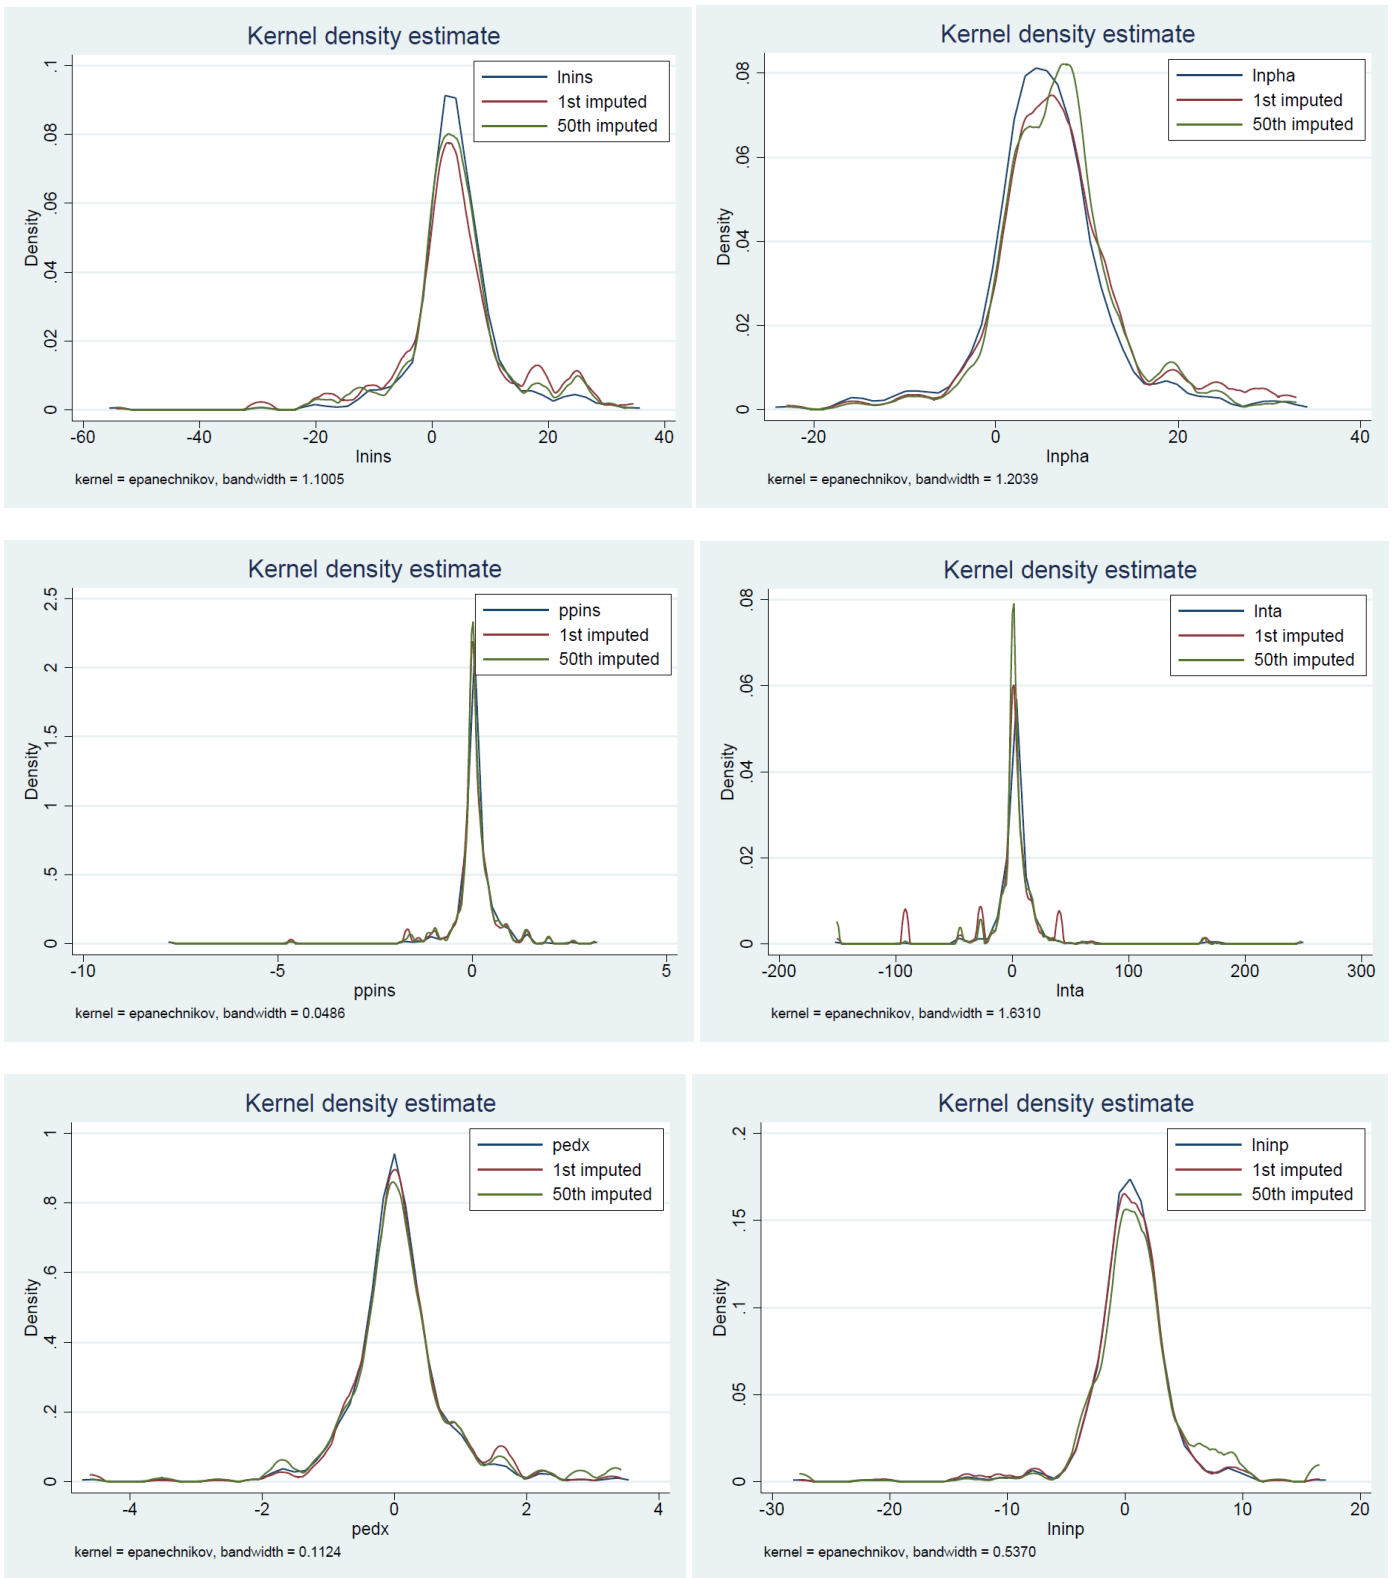 Kernel density estimate
lnins
1st imputed
50th imputed
Density
0 .02 .04 .06 .08 .1
-60 -40 -20 0 20 40
lnins
kernel = epanechnikov, bandwidth = 1.1005
Kernel density estimate
lnpha
1st imputed
50th imputed
Density
0 .02 .04 .06 .08
-20 0 20 40
lnpha
kernel = epanechnikov, bandwidth = 1.2039
Kernel density estimate
ppins
1st imputed
50th imputed
Density
0 .5 1 1.5 2 2.5
-10 -5 0 5
ppins
kernel = epanechnikov, bandwidth = 0.0486
Kernel density estimate
lnta
1st imputed
50th imputed
Density
0 .02 .04 .06 .08
-200 -100 0 100 200 300
lnta
kernel = epanechnikov, bandwidth = 1.6310
Kernel density estimate
pedx
1st imputed
50th imputed
Density
0 .2 .4 .6 .8 1
-4 -2 0 2 4
pedx
kernel = epanechnikov, bandwidth = 0.1124
Kernel density estimate
lninp
1st imputed
50th imputed
Density
0 .05 .1 .15 .2
-30 -20 -10 0 10 20
lninp
kernel = epanechnikov, bandwidth = 0.5370